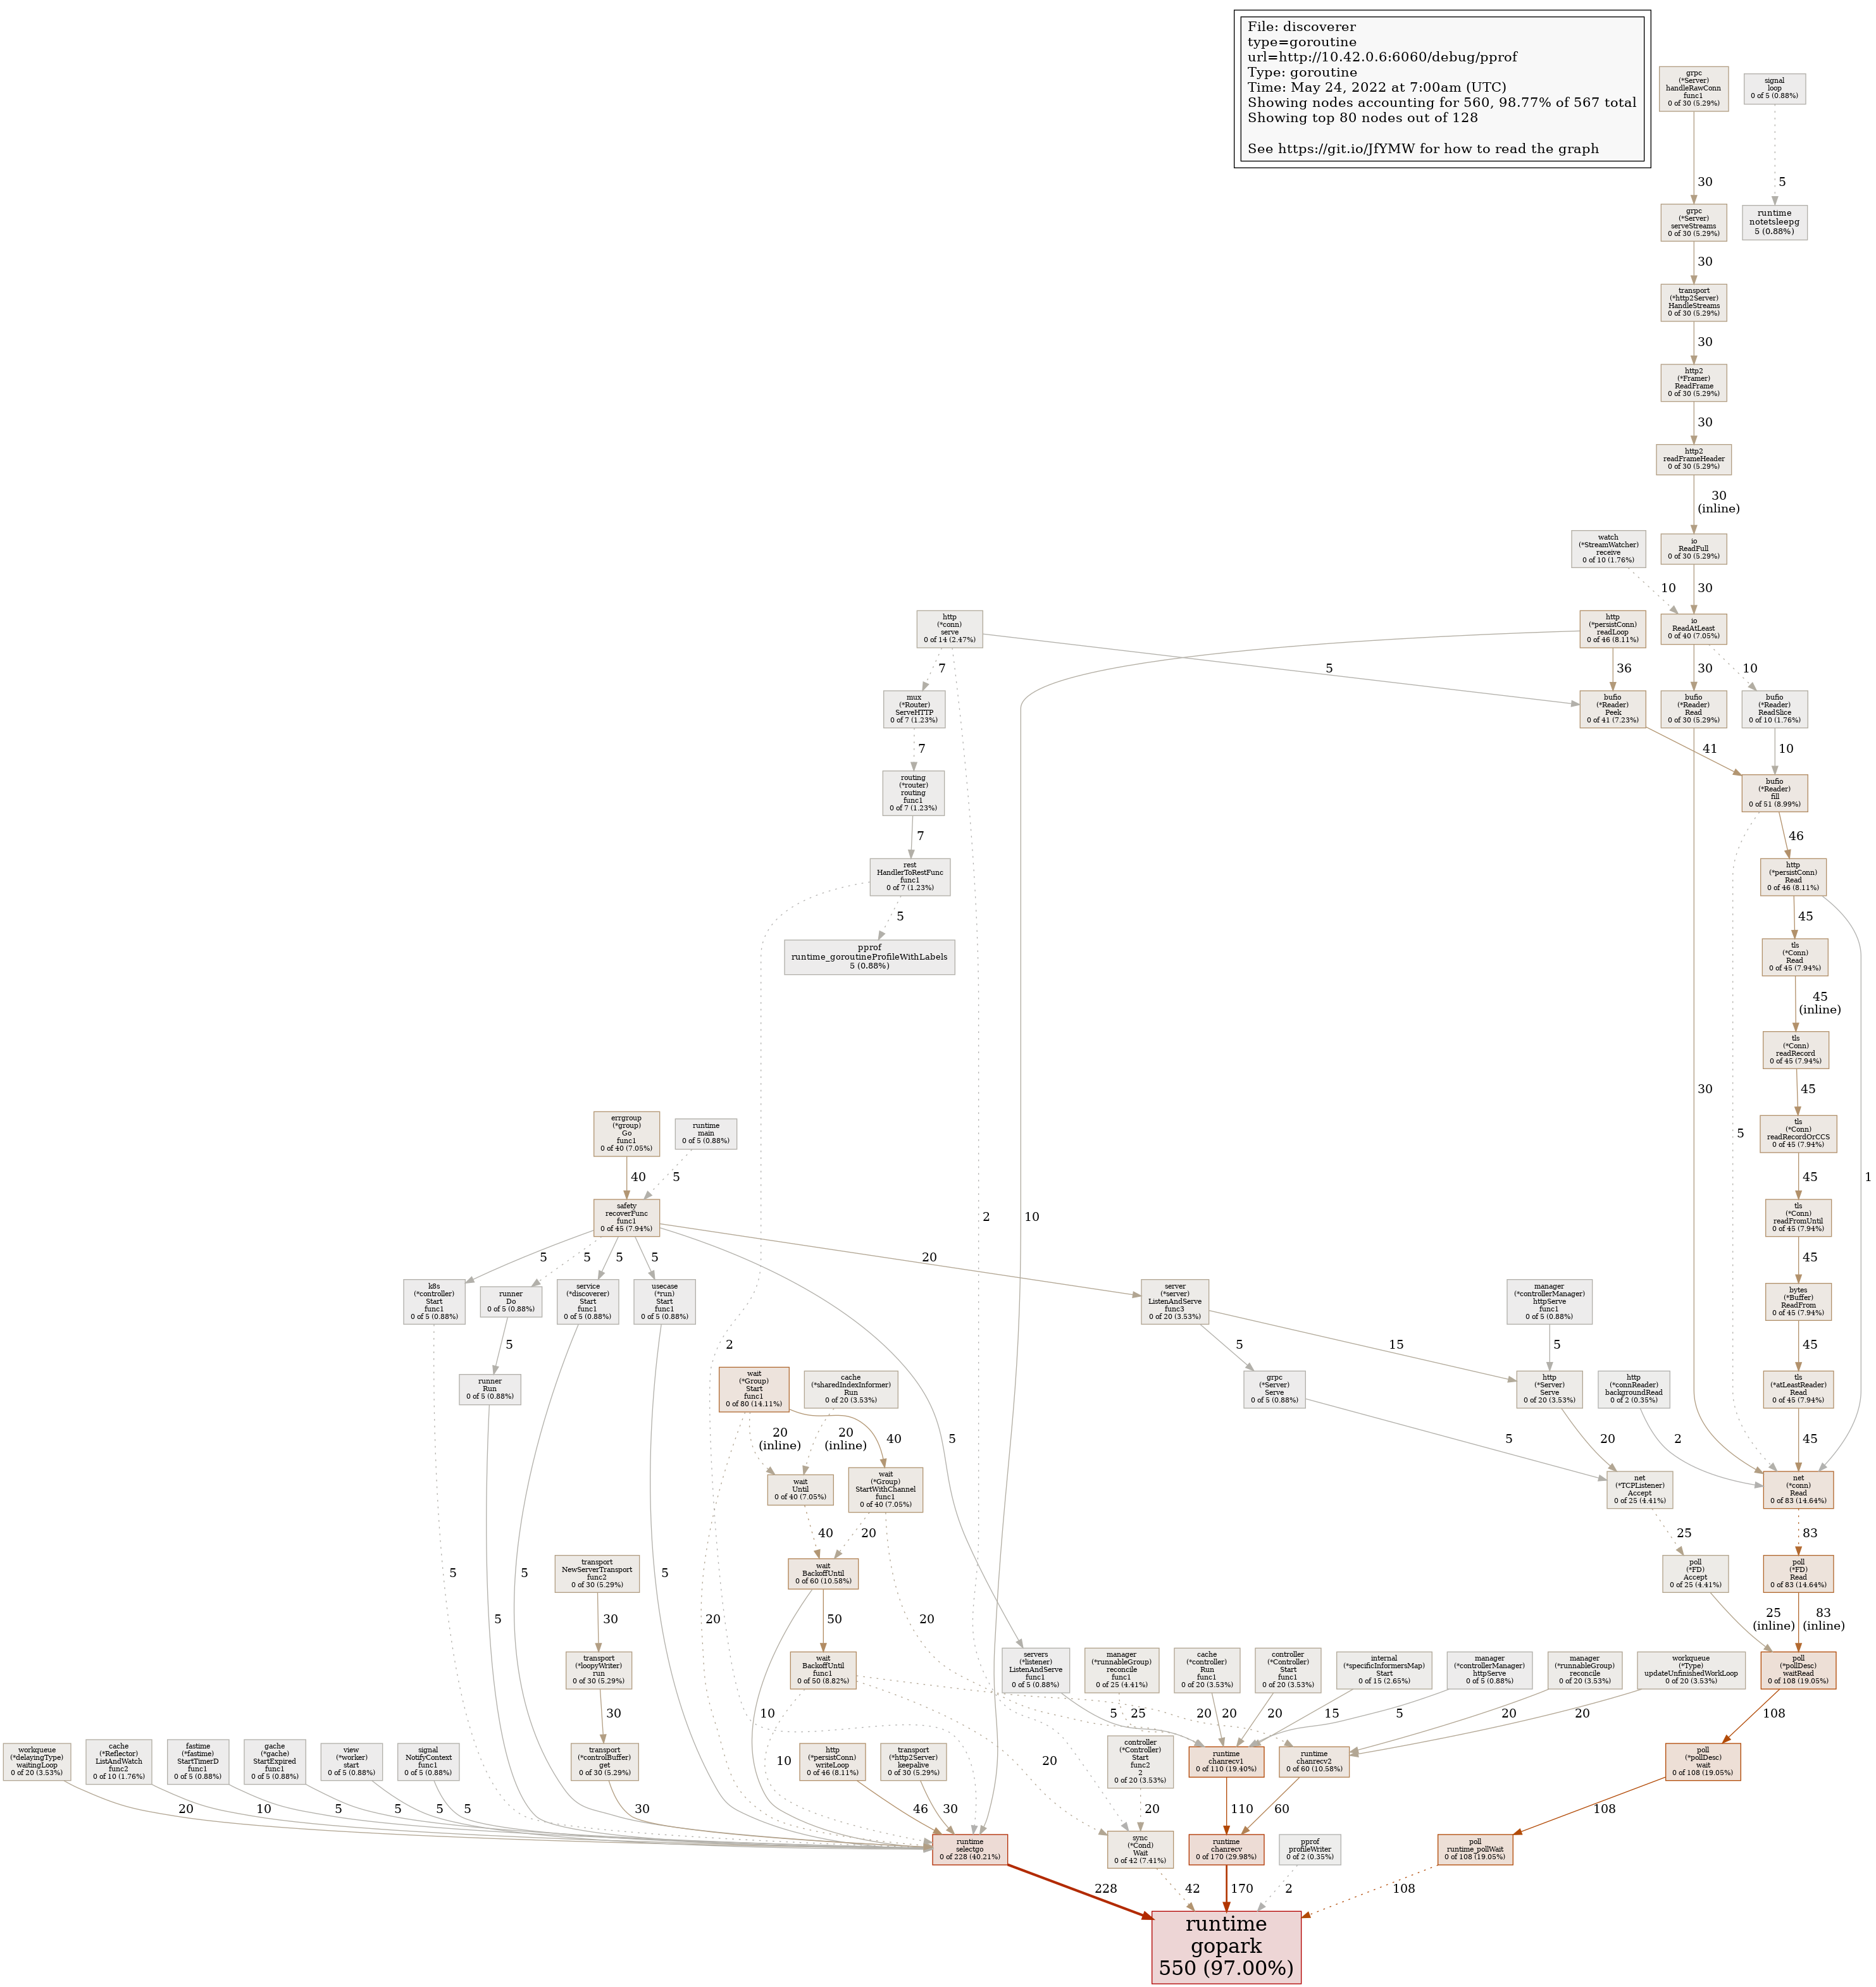 File: discoverer
type=goroutine
url=http://10.42.0.6:6060/debug/pprof
Type: goroutine
Time: May 24, 2022 at 7:00am (UTC)
Showing nodes accounting for 560, 98.77% of 567 total
Showing top 80 nodes out of 128
See https://git.io/JfYMW for how to read the graph
grpc
(*Server)
handleRawConn
func1
0 of 30 (5.29%)
signal
loop
0 of 5 (0.88%)
30
5
grpc
(*Server)
serveStreams
0 of 30 (5.29%)
runtime
notetsleepg
5 (0.88%)
30
transport
(*http2Server)
HandleStreams
0 of 30 (5.29%)
30
http2
(*Framer)
ReadFrame
0 of 30 (5.29%)
30
http2
readFrameHeader
0 of 30 (5.29%)
30
(inline)
watch
(*StreamWatcher)
receive
0 of 10 (1.76%)
io
ReadFull
0 of 30 (5.29%)
10
30
http
(*conn)
serve
0 of 14 (2.47%)
http
(*persistConn)
readLoop
0 of 46 (8.11%)
io
ReadAtLeast
0 of 40 (7.05%)
7
5
36
30
10
mux
(*Router)
ServeHTTP
0 of 7 (1.23%)
bufio
(*Reader)
Peek
0 of 41 (7.23%)
bufio
(*Reader)
Read
0 of 30 (5.29%)
bufio
(*Reader)
ReadSlice
0 of 10 (1.76%)
7
41
10
routing
(*router)
routing
func1
0 of 7 (1.23%)
bufio
(*Reader)
fill
0 of 51 (8.99%)
7
46
rest
HandlerToRestFunc
func1
0 of 7 (1.23%)
http
(*persistConn)
Read
0 of 46 (8.11%)
5
45
pprof
runtime_goroutineProfileWithLabels
5 (0.88%)
tls
(*Conn)
Read
0 of 45 (7.94%)
45
(inline)
tls
(*Conn)
readRecord
0 of 45 (7.94%)
30
45
errgroup
(*group)
Go
func1
0 of 40 (7.05%)
runtime
main
0 of 5 (0.88%)
tls
(*Conn)
readRecordOrCCS
0 of 45 (7.94%)
5
40
5
45
1
safety
recoverFunc
func1
0 of 45 (7.94%)
2
10
tls
(*Conn)
readFromUntil
0 of 45 (7.94%)
5
5
5
5
20
45
k8s
(*controller)
Start
func1
0 of 5 (0.88%)
runner
Do
0 of 5 (0.88%)
service
(*discoverer)
Start
func1
0 of 5 (0.88%)
usecase
(*run)
Start
func1
0 of 5 (0.88%)
server
(*server)
ListenAndServe
func3
0 of 20 (3.53%)
manager
(*controllerManager)
httpServe
func1
0 of 5 (0.88%)
bytes
(*Buffer)
ReadFrom
0 of 45 (7.94%)
5
2
5
15
5
45
runner
Run
0 of 5 (0.88%)
wait
(*Group)
Start
func1
0 of 80 (14.11%)
cache
(*sharedIndexInformer)
Run
0 of 20 (3.53%)
grpc
(*Server)
Serve
0 of 5 (0.88%)
http
(*Server)
Serve
0 of 20 (3.53%)
http
(*connReader)
backgroundRead
0 of 2 (0.35%)
tls
(*atLeastReader)
Read
0 of 45 (7.94%)
20
(inline)
20
(inline)
40
5
5
20
2
45
wait
Until
0 of 40 (7.05%)
wait
(*Group)
StartWithChannel
func1
0 of 40 (7.05%)
net
(*TCPListener)
Accept
0 of 25 (4.41%)
net
(*conn)
Read
0 of 83 (14.64%)
40
20
25
83
5
5
5
transport
NewServerTransport
func2
0 of 30 (5.29%)
wait
BackoffUntil
0 of 60 (10.58%)
poll
(*FD)
Accept
0 of 25 (4.41%)
poll
(*FD)
Read
0 of 83 (14.64%)
5
30
20
50
20
25
(inline)
83
(inline)
transport
(*loopyWriter)
run
0 of 30 (5.29%)
wait
BackoffUntil
func1
0 of 50 (8.82%)
servers
(*listener)
ListenAndServe
func1
0 of 5 (0.88%)
manager
(*runnableGroup)
reconcile
func1
0 of 25 (4.41%)
cache
(*controller)
Run
func1
0 of 20 (3.53%)
controller
(*Controller)
Start
func1
0 of 20 (3.53%)
internal
(*specificInformersMap)
Start
0 of 15 (2.65%)
manager
(*controllerManager)
httpServe
0 of 5 (0.88%)
manager
(*runnableGroup)
reconcile
0 of 20 (3.53%)
workqueue
(*Type)
updateUnfinishedWorkLoop
0 of 20 (3.53%)
poll
(*pollDesc)
waitRead
0 of 108 (19.05%)
30
10
5
25
20
20
20
15
5
20
20
108
workqueue
(*delayingType)
waitingLoop
0 of 20 (3.53%)
cache
(*Reflector)
ListAndWatch
func2
0 of 10 (1.76%)
fastime
(*fastime)
StartTimerD
func1
0 of 5 (0.88%)
gache
(*gache)
StartExpired
func1
0 of 5 (0.88%)
view
(*worker)
start
0 of 5 (0.88%)
signal
NotifyContext
func1
0 of 5 (0.88%)
transport
(*controlBuffer)
get
0 of 30 (5.29%)
http
(*persistConn)
writeLoop
0 of 46 (8.11%)
transport
(*http2Server)
keepalive
0 of 30 (5.29%)
controller
(*Controller)
Start
func2
2
0 of 20 (3.53%)
runtime
chanrecv1
0 of 110 (19.40%)
runtime
chanrecv2
0 of 60 (10.58%)
poll
(*pollDesc)
wait
0 of 108 (19.05%)
10
20
20
10
5
5
5
5
30
46
30
20
110
60
108
runtime
selectgo
0 of 228 (40.21%)
sync
(*Cond)
Wait
0 of 42 (7.41%)
runtime
chanrecv
0 of 170 (29.98%)
pprof
profileWriter
0 of 2 (0.35%)
poll
runtime_pollWait
0 of 108 (19.05%)
228
42
170
2
108
runtime
gopark
550 (97.00%)